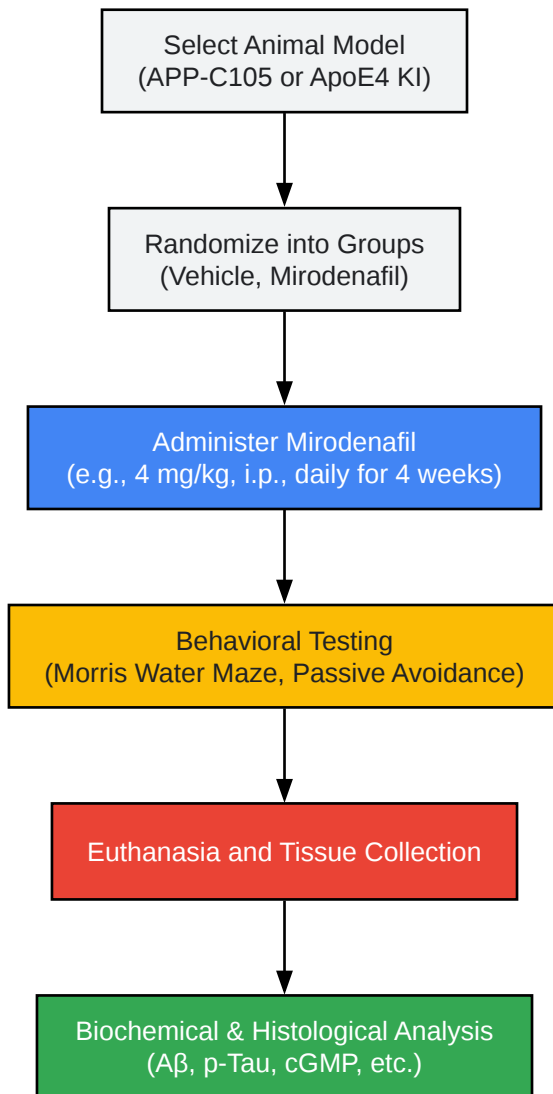 Select Animal Model
(APP-C105 or ApoE4 KI)
Randomize into Groups
(Vehicle, Mirodenafil)
Administer Mirodenafil
(e.g., 4 mg/kg, i.p., daily for 4 weeks)
Behavioral Testing
(Morris Water Maze, Passive Avoidance)
Euthanasia and Tissue Collection
Biochemical & Histological Analysis
(Aβ, p-Tau, cGMP, etc.)